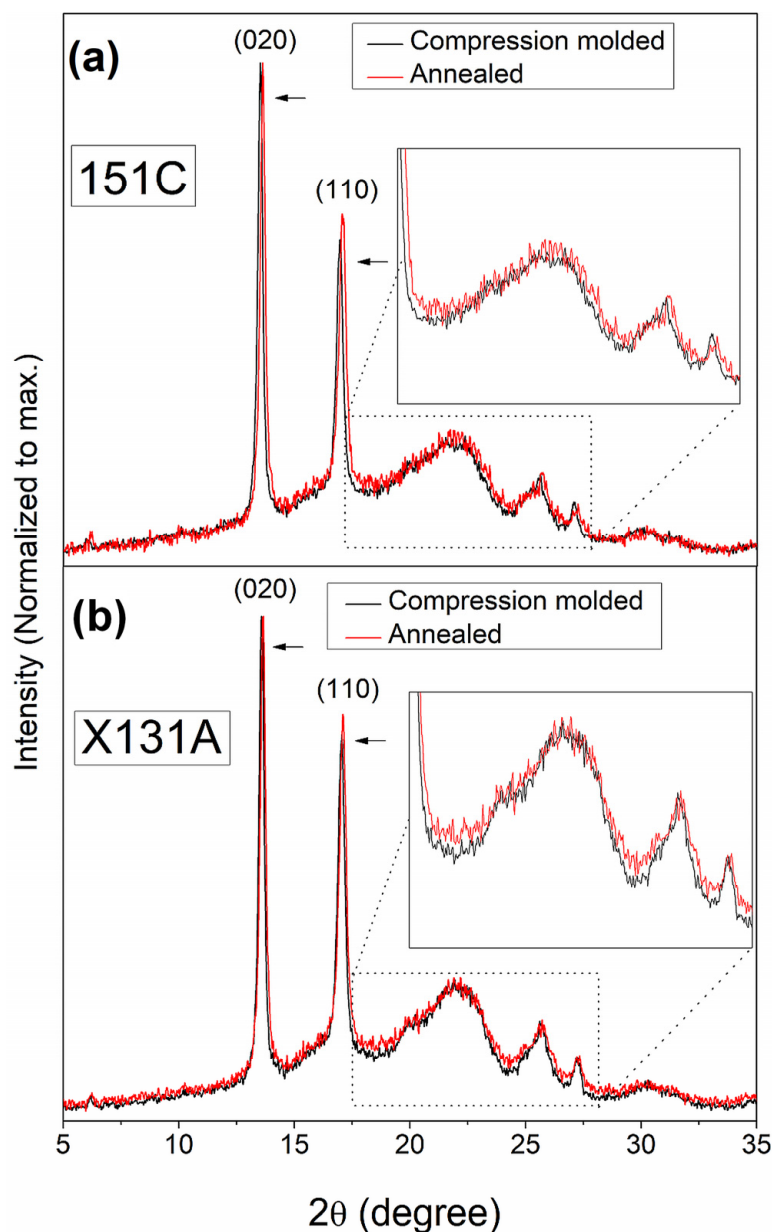 (a)
(020)
Compression molded
Annealed
151C
(110)
(b)
(020)
Compression molded
Annealed
X131A
(110)
Intensity (Normalized to max.)
5 10 15 20 25 30 35
2θ (degree)